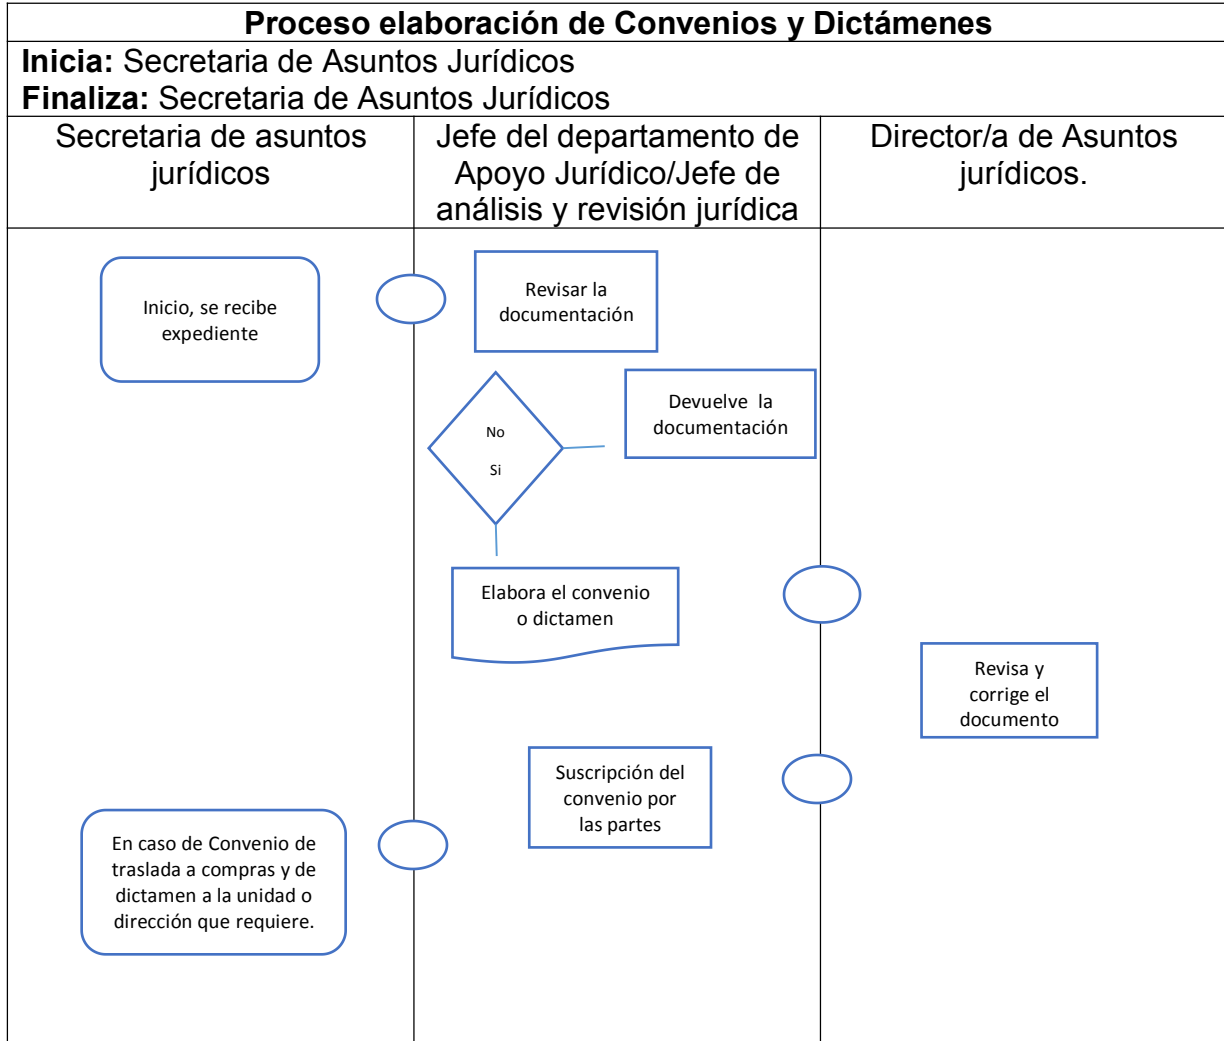 Proceso elaboración de Convenios y Dictámenes
Inicia: Secretaria de Asuntos Jurídicos
Finaliza: Secretaria de Asuntos Jurídicos
Secretaria de asuntos
jurídicos
Jefe del departamento de
Apoyo Jurídico/Jefe de
análisis y revisión jurídica
Director/a de Asuntos
jurídicos.
Inicio, se recibe
expediente
Revisar la
documentación
Devuelve  la
documentación
No
Si
Elabora el convenio
o dictamen
Revisa y
corrige el
documento
Suscripción del
convenio por
las partes
En caso de Convenio de
traslada a compras y de
dictamen a la unidad o
dirección que requiere.